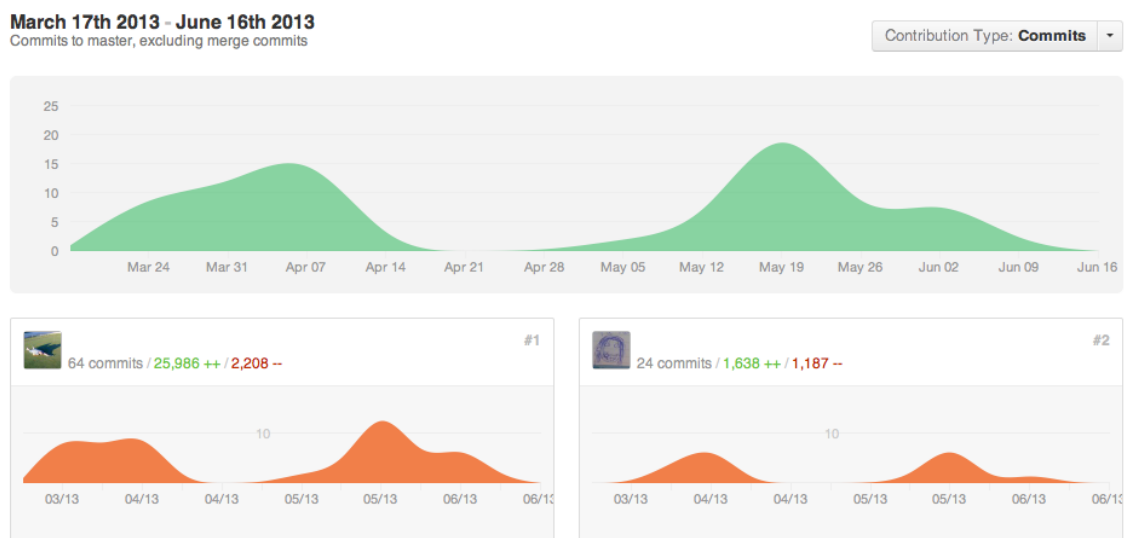 March 17th 2013 - June 16th 2013
Commits to master, excluding merge commits
Contribution Type: Commits
25
20
15
10
5
0
Mar 24 Mar 31 Apr 07 Apr 14 Apr 21 Apr 28 May 05 May 12 May 19 May 26 Jun 02 Jun 09 Jun 16
#1
64 commits / 25,986 ++ / 2,208 --
10
03/13 04/13 04/13 05/13 05/13 06/13 06/13
#2
24 commits / 1,638 ++ / 1,187 --
10
03/13 04/13 04/13 05/13 05/13 06/13 06/13